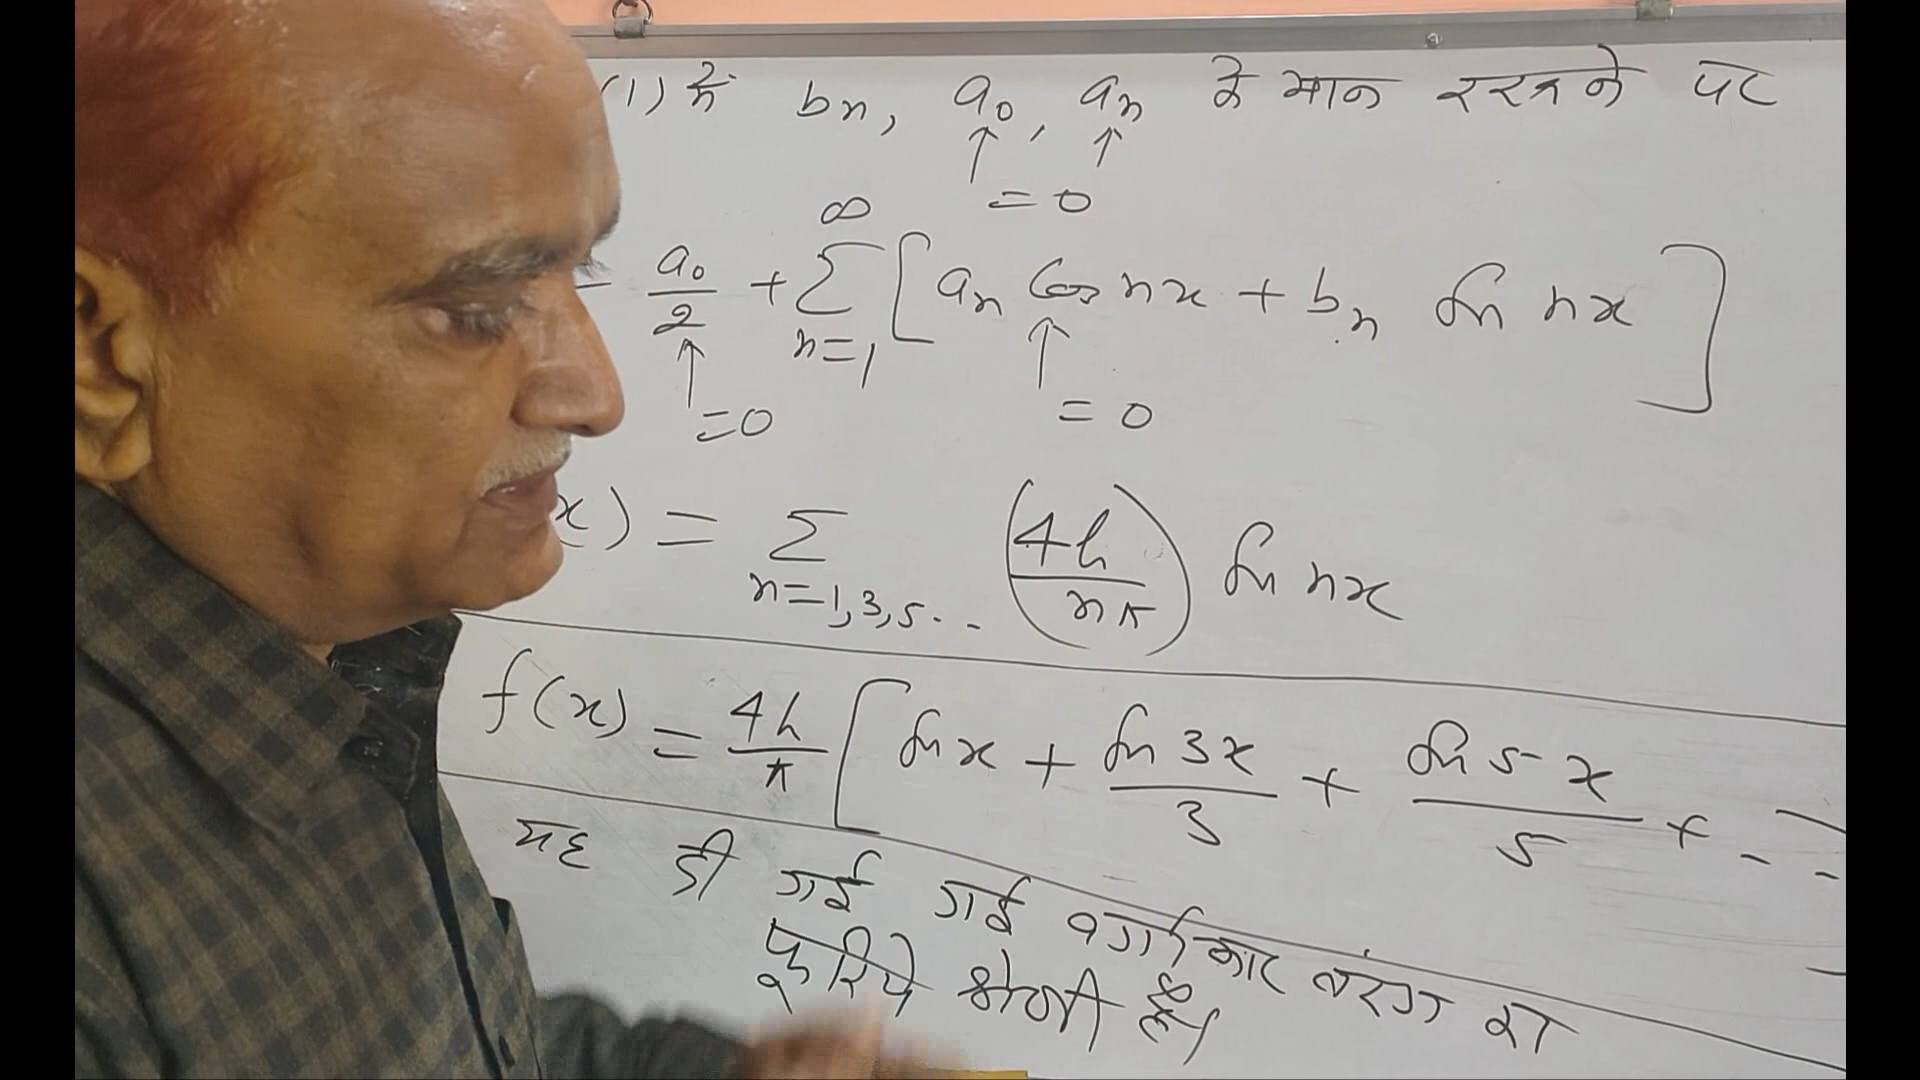 (1) में bn, a₀, an के मान रखने पर
↑ ↑
= 0
= a₀/2 + ∞ Σ n=1 [ an Cos nx + bn Sin nx ]
↑ =0 ↑ = 0
x) = Σ n=1,3,5.. (4h/nπ) Sin nx
f(x) = 4h/π [ Sin x + Sin 3x/3 + Sin 5x/5 + - -
यह दी गई गई वर्गाकार तरंग का
फूरिये श्रेणी है।